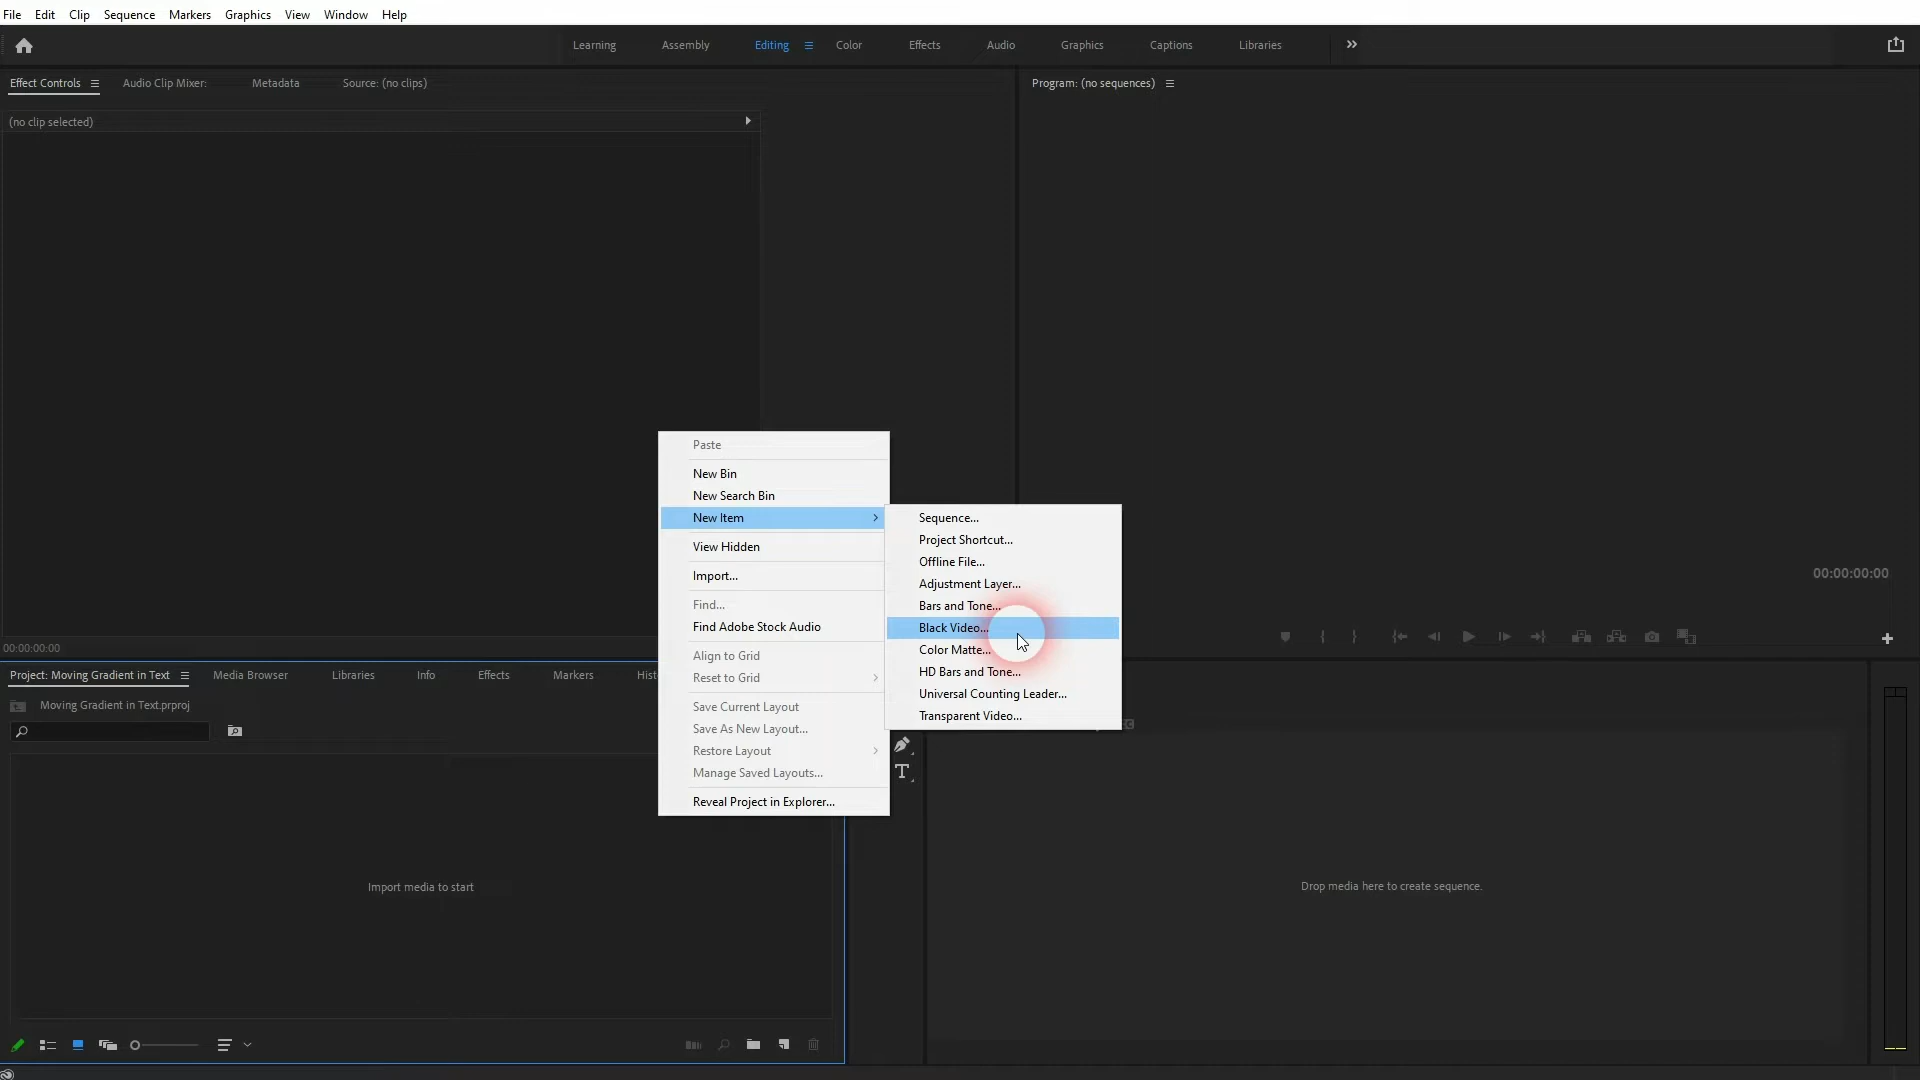 File Edit Clip Sequence Markers Graphics View Window Help
Learning Assembly Editing Color Effects Audio Graphics Captions Libraries
Effect Controls Audio Clip Mixer: Metadata Source: (no clips) Program: (no sequences)
(no clip selected)
Paste
New Bin
New Search Bin
New Item
View Hidden
Import...
Find...
Find Adobe Stock Audio
Align to Grid
Reset to Grid
Save Current Layout
Save As New Layout...
Restore Layout
Manage Saved Layouts...
Reveal Project in Explorer...
Sequence...
Project Shortcut...
Offline File...
Adjustment Layer...
Bars and Tone...
Black Video...
Color Matte...
HD Bars and Tone...
Universal Counting Leader...
Transparent Video...
00:00:00:00
00:00:00:00
Project: Moving Gradient in Text Media Browser Libraries Info Effects Markers Hist
Moving Gradient in Text.prproj
Import media to start
Drop media here to create sequence.